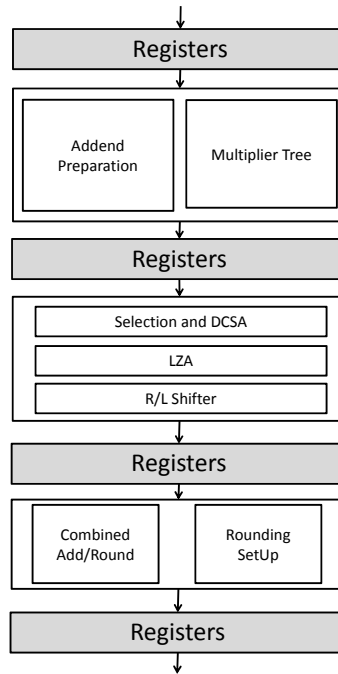 Registers
Addend
Preparation
Multiplier Tree
Registers
Selection and DCSA
LZA
R/L Shifter
Registers
Combined
Add/Round
Rounding
SetUp
Registers